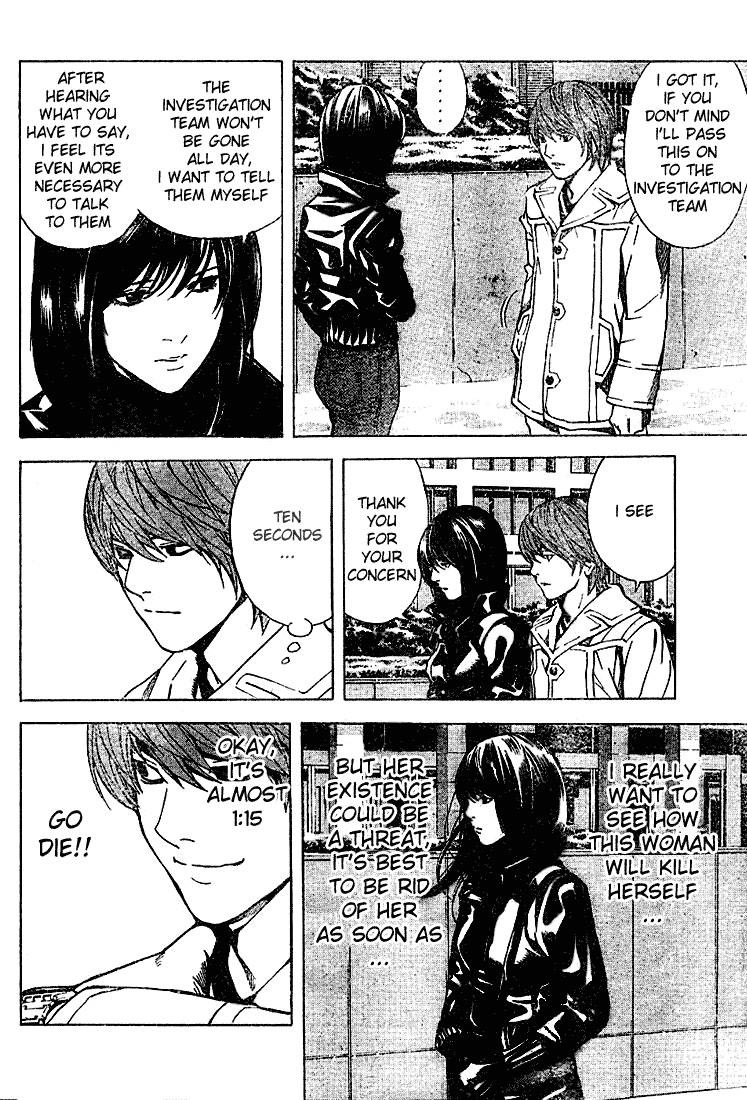 I GOT IT,
IF YOU
DON'T MIND
I'LL PASS
THIS ON
TO THE
INVESTIGATION
TEAM
......
THE
INVESTIGATION
TEAM WON'T
BE GONE
ALL DAY,
I WANT TO TELL
THEM MYSELF
AFTER
HEARING
WHAT YOU
HAVE TO SAY,
I FEEL ITS
EVEN MORE
NECESSARY
TO TALK
TO THEM
I SEE
THANK
YOU
FOR
YOUR
CONCERN
TEN
SECONDS
...
I REALLY
WANT TO
SEE HOW
THIS WOMAN
WILL KILL
HERSELF
...
BUT HER
EXISTENCE
COULD BE
A THREAT,
IT'S BEST
TO BE RID
OF HER
AS SOON AS
...
OKAY,
IT'S
ALMOST
1:15
GO
DIE!!